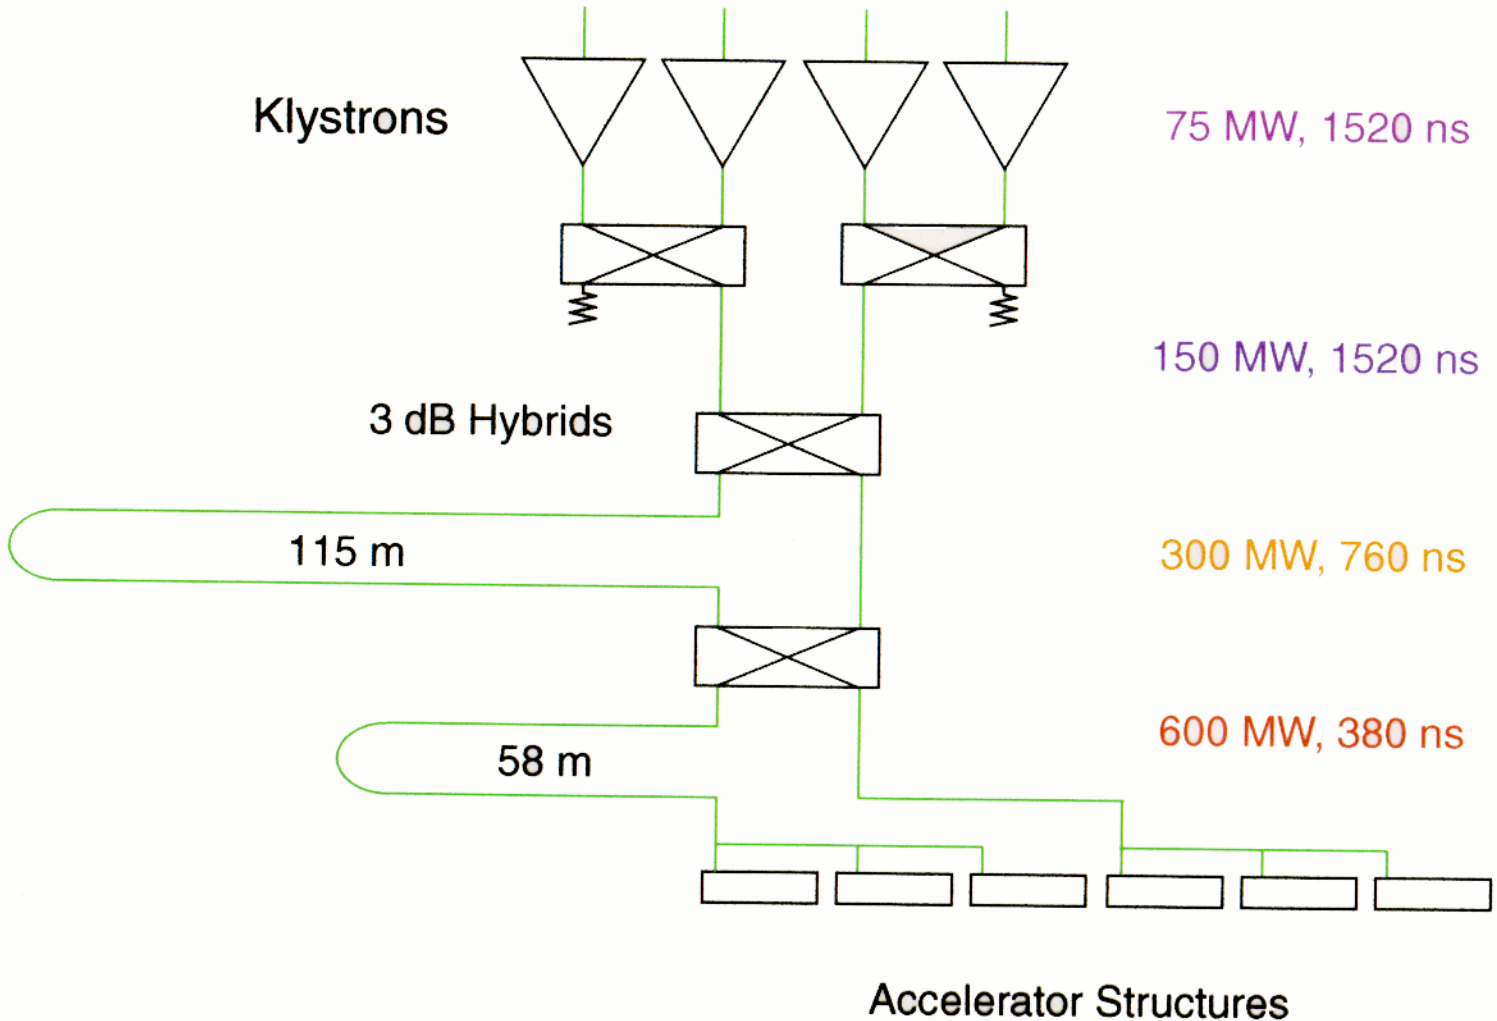 Klystrons
75 MW, 1520 ns
150 MW, 1520 ns
3 dB Hybrids
115 m
300 MW, 760 ns
58 m
600 MW, 380 ns
Accelerator Structures